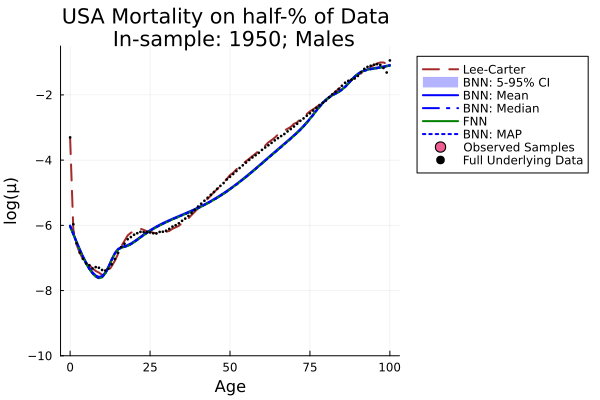 USA Mortality on half-% of Data
In-sample: 1950; Males
log(μ)
−2
−4
−6
−8
−10
0
25
50
75
100
Age
Lee-Carter
BNN: 5-95% CI
BNN: Mean
BNN: Median
FNN
BNN: MAP
Observed Samples
Full Underlying Data